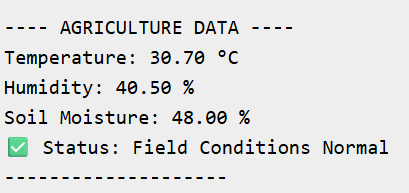 ---- AGRICULTURE DATA ----
Temperature: 30.70 °C
Humidity: 40.50 %
Soil Moisture: 48.00 %
✅ Status: Field Conditions Normal
--------------------